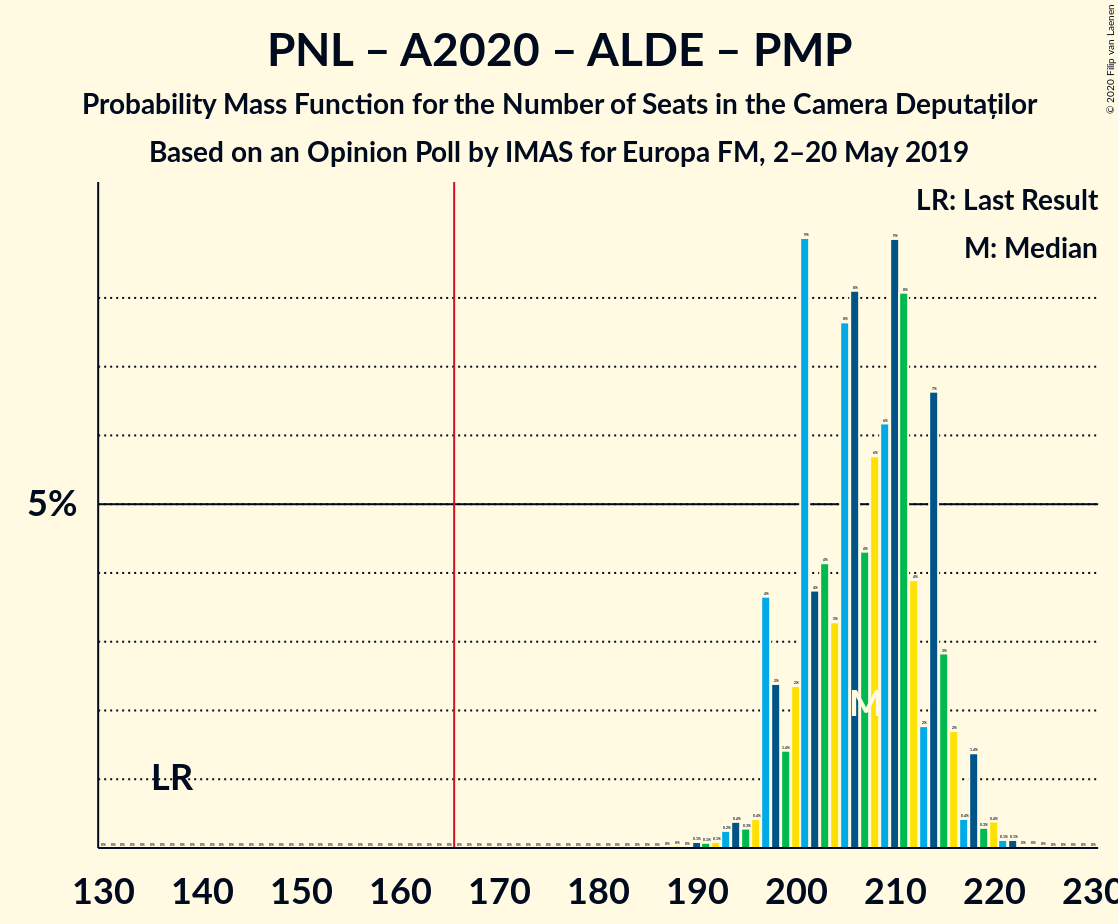 PNL – A2020 – ALDE – PMP
Probability Mass Function for the Number of Seats in the Camera Deputaților
Based on an Opinion Poll by IMAS for Europa FM, 2–20 May 2019
© 2020 Filip van Laenen
LR: Last Result
M: Median
5%
M
LR
130 140 150 160 170 180 190 200 210 220 230